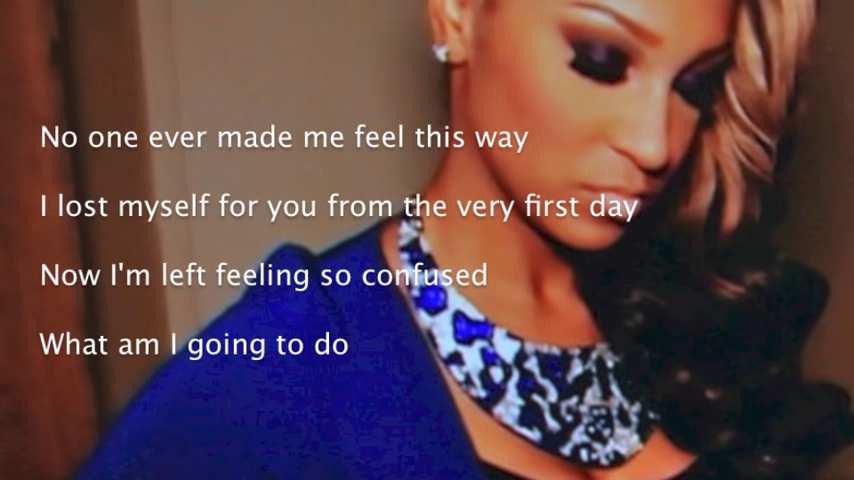 No one ever made me feel this way
I lost myself for you from the very first day
Now I'm left feeling so confused
What am I going to do